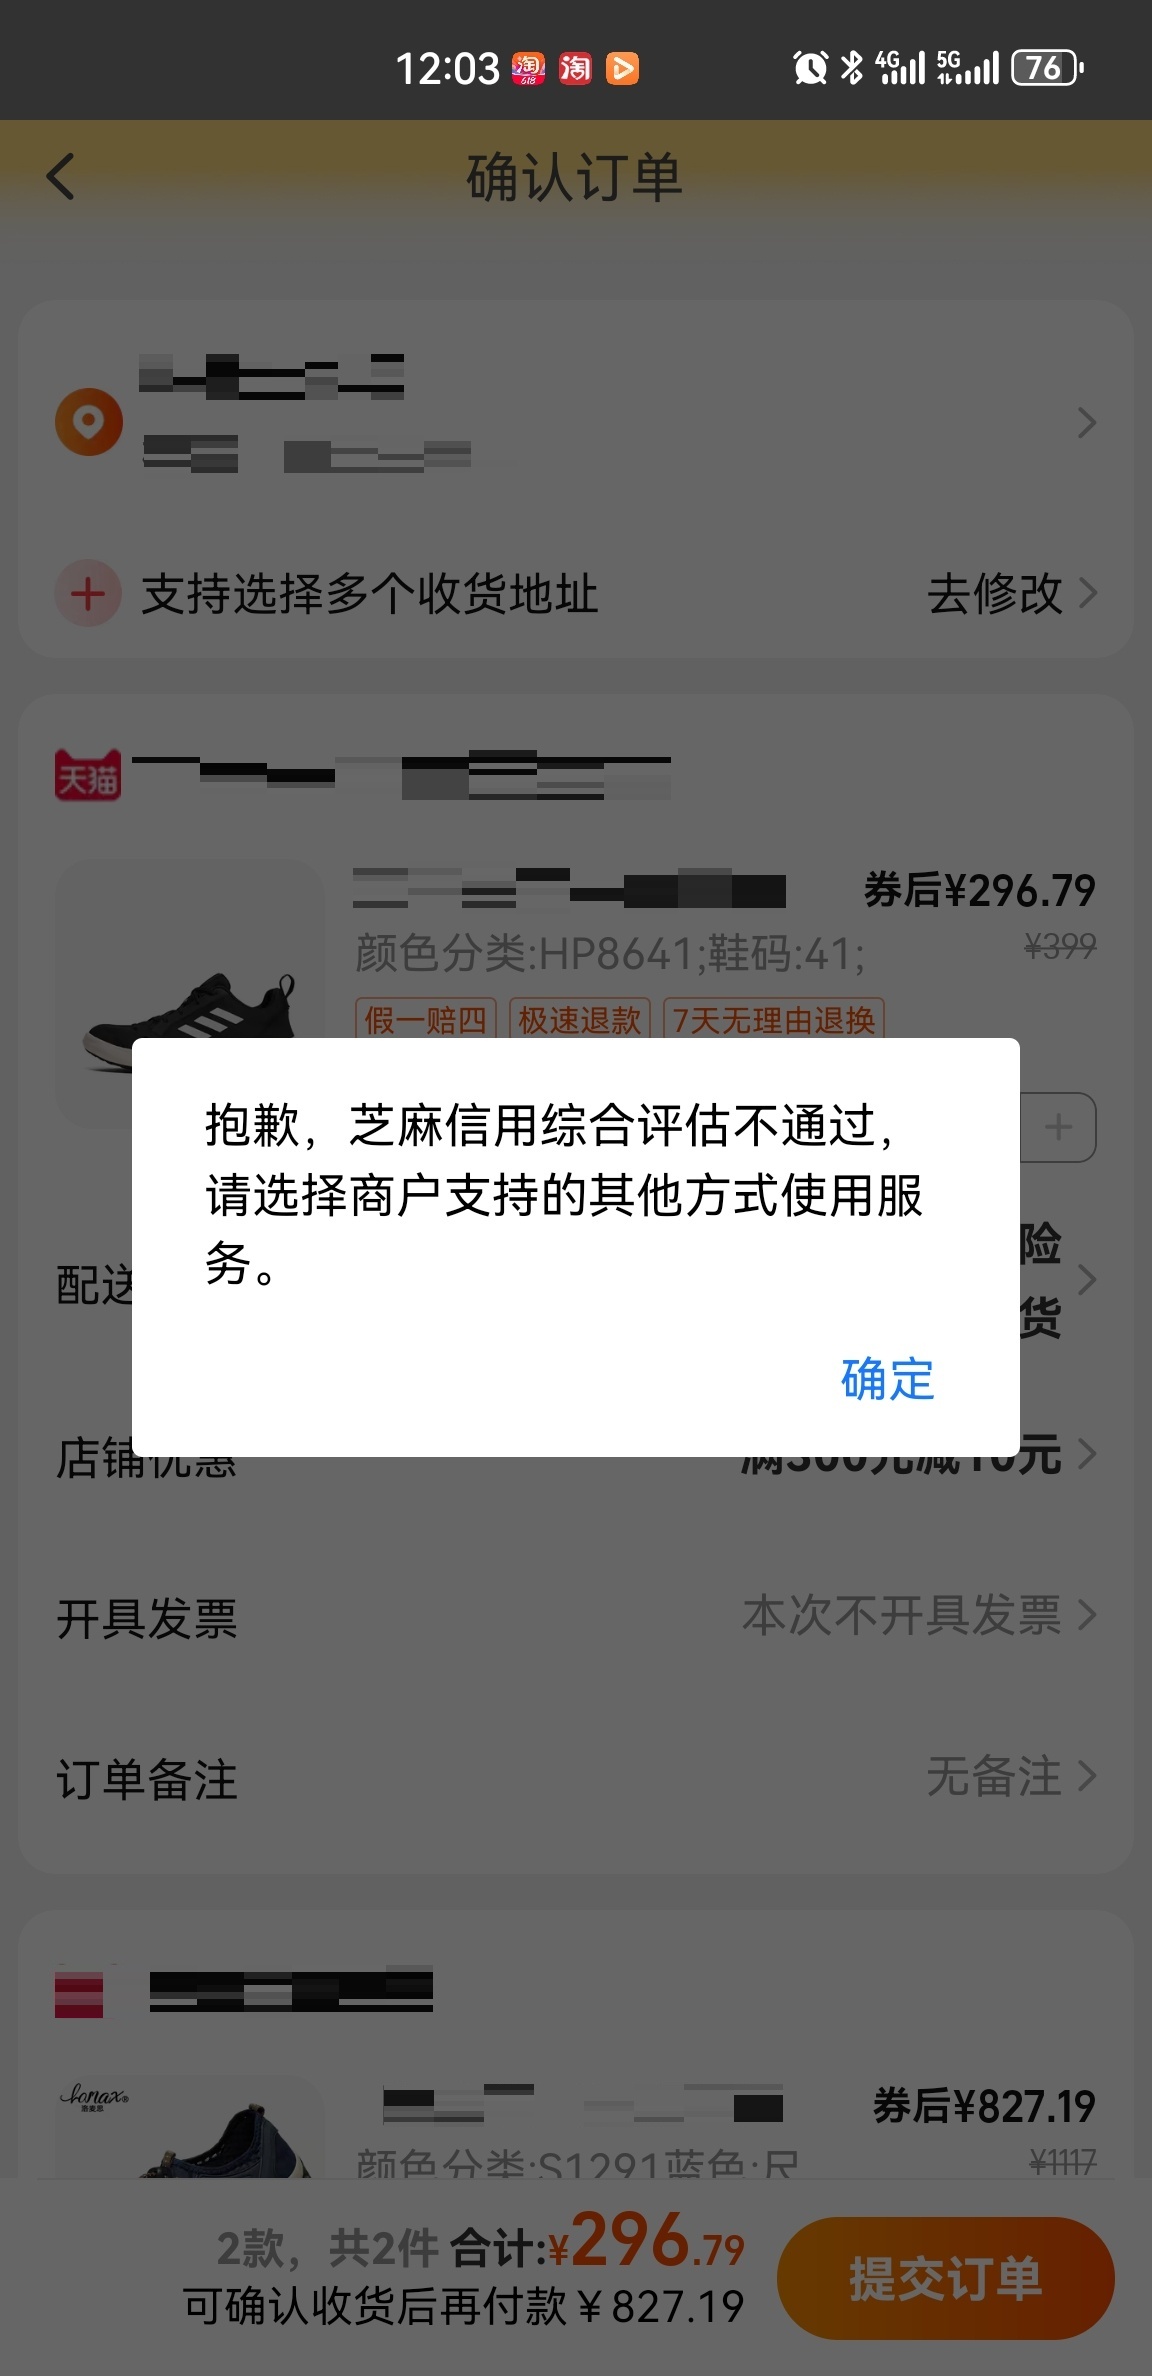 12:03
淘
618
淘
4G
5G
76
确认订单
支持选择多个收货地址
去修改
天猫
券后¥296.79
颜色分类:HP8641;鞋码:41;
¥399
假一赔四
极速退款
7天无理由退换
抱歉，芝麻信用综合评估不通过，
请选择商户支持的其他方式使用服
务。
确定
配送
险
货
店铺优惠
满300元减10元
开具发票
本次不开具发票
订单备注
无备注
券后¥827.19
颜色分类:S1291蓝色;尺
¥1117
2款，共2件 合计:¥296.79
可确认收货后再付款¥827.19
提交订单